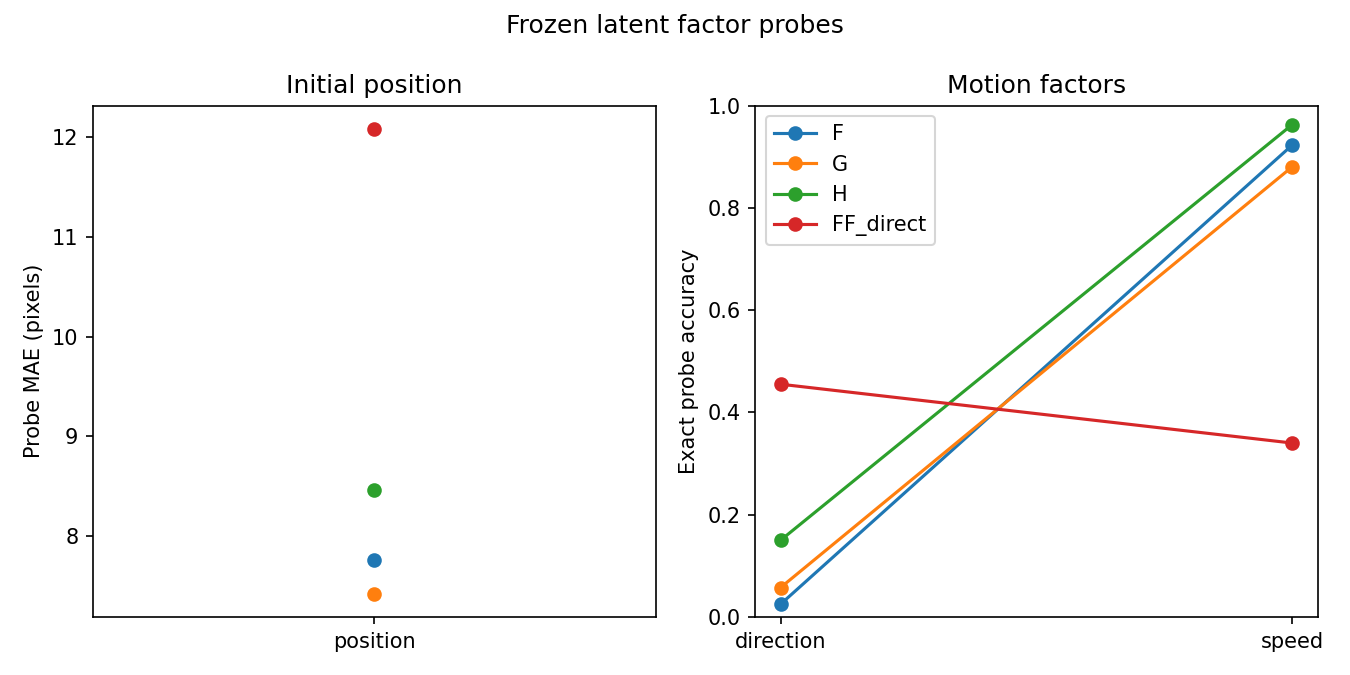 Frozen latent factor probes
Initial position
Probe MAE (pixels)
12
11
10
9
8
position
Motion factors
Exact probe accuracy
1.0
0.8
0.6
0.4
0.2
0.0
F
G
H
FF_direct
direction
speed